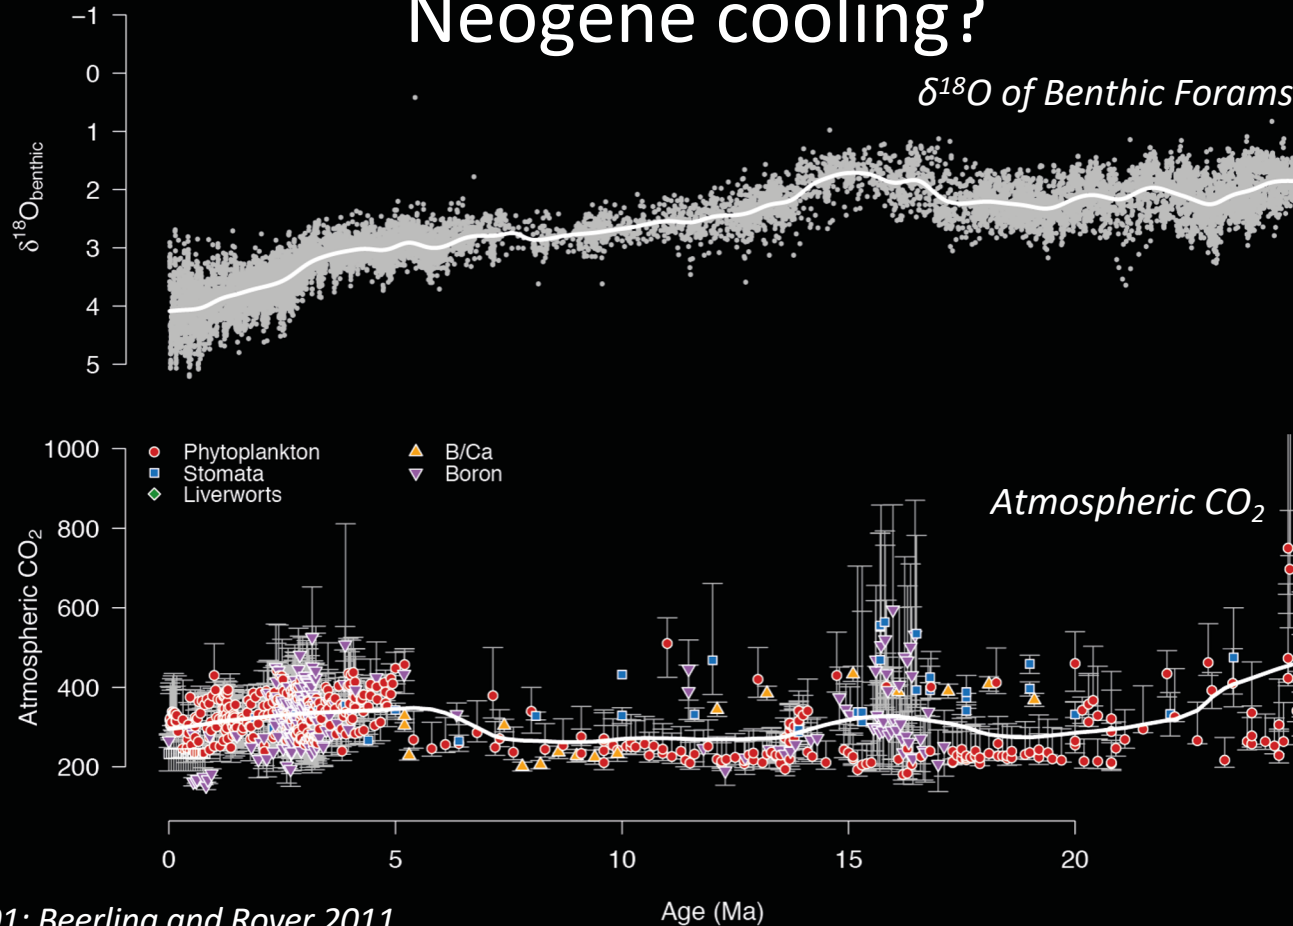 Neogene cooling?
δ¹⁸O of Benthic Forams
−1
0
1
2
3
4
5
δ¹⁸Obenthic
Phytoplankton
Stomata
Liverworts
B/Ca
Boron
Atmospheric CO₂
1000
800
600
400
200
Atmospheric CO₂
0
5
10
15
20
Age (Ma)
01; Beerling and Royer 2011